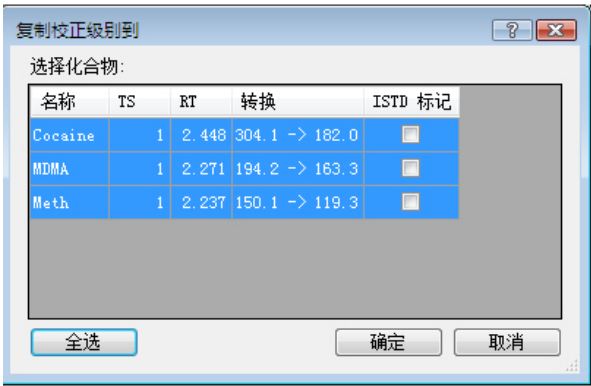 复制校正级别到
选择化合物:
名称 TS RT 转换 ISTD 标记
Cocaine 1 2.448 304.1 -> 182.0
MDMA 1 2.271 194.2 -> 163.3
Meth 1 2.237 150.1 -> 119.3
全选 确定 取消